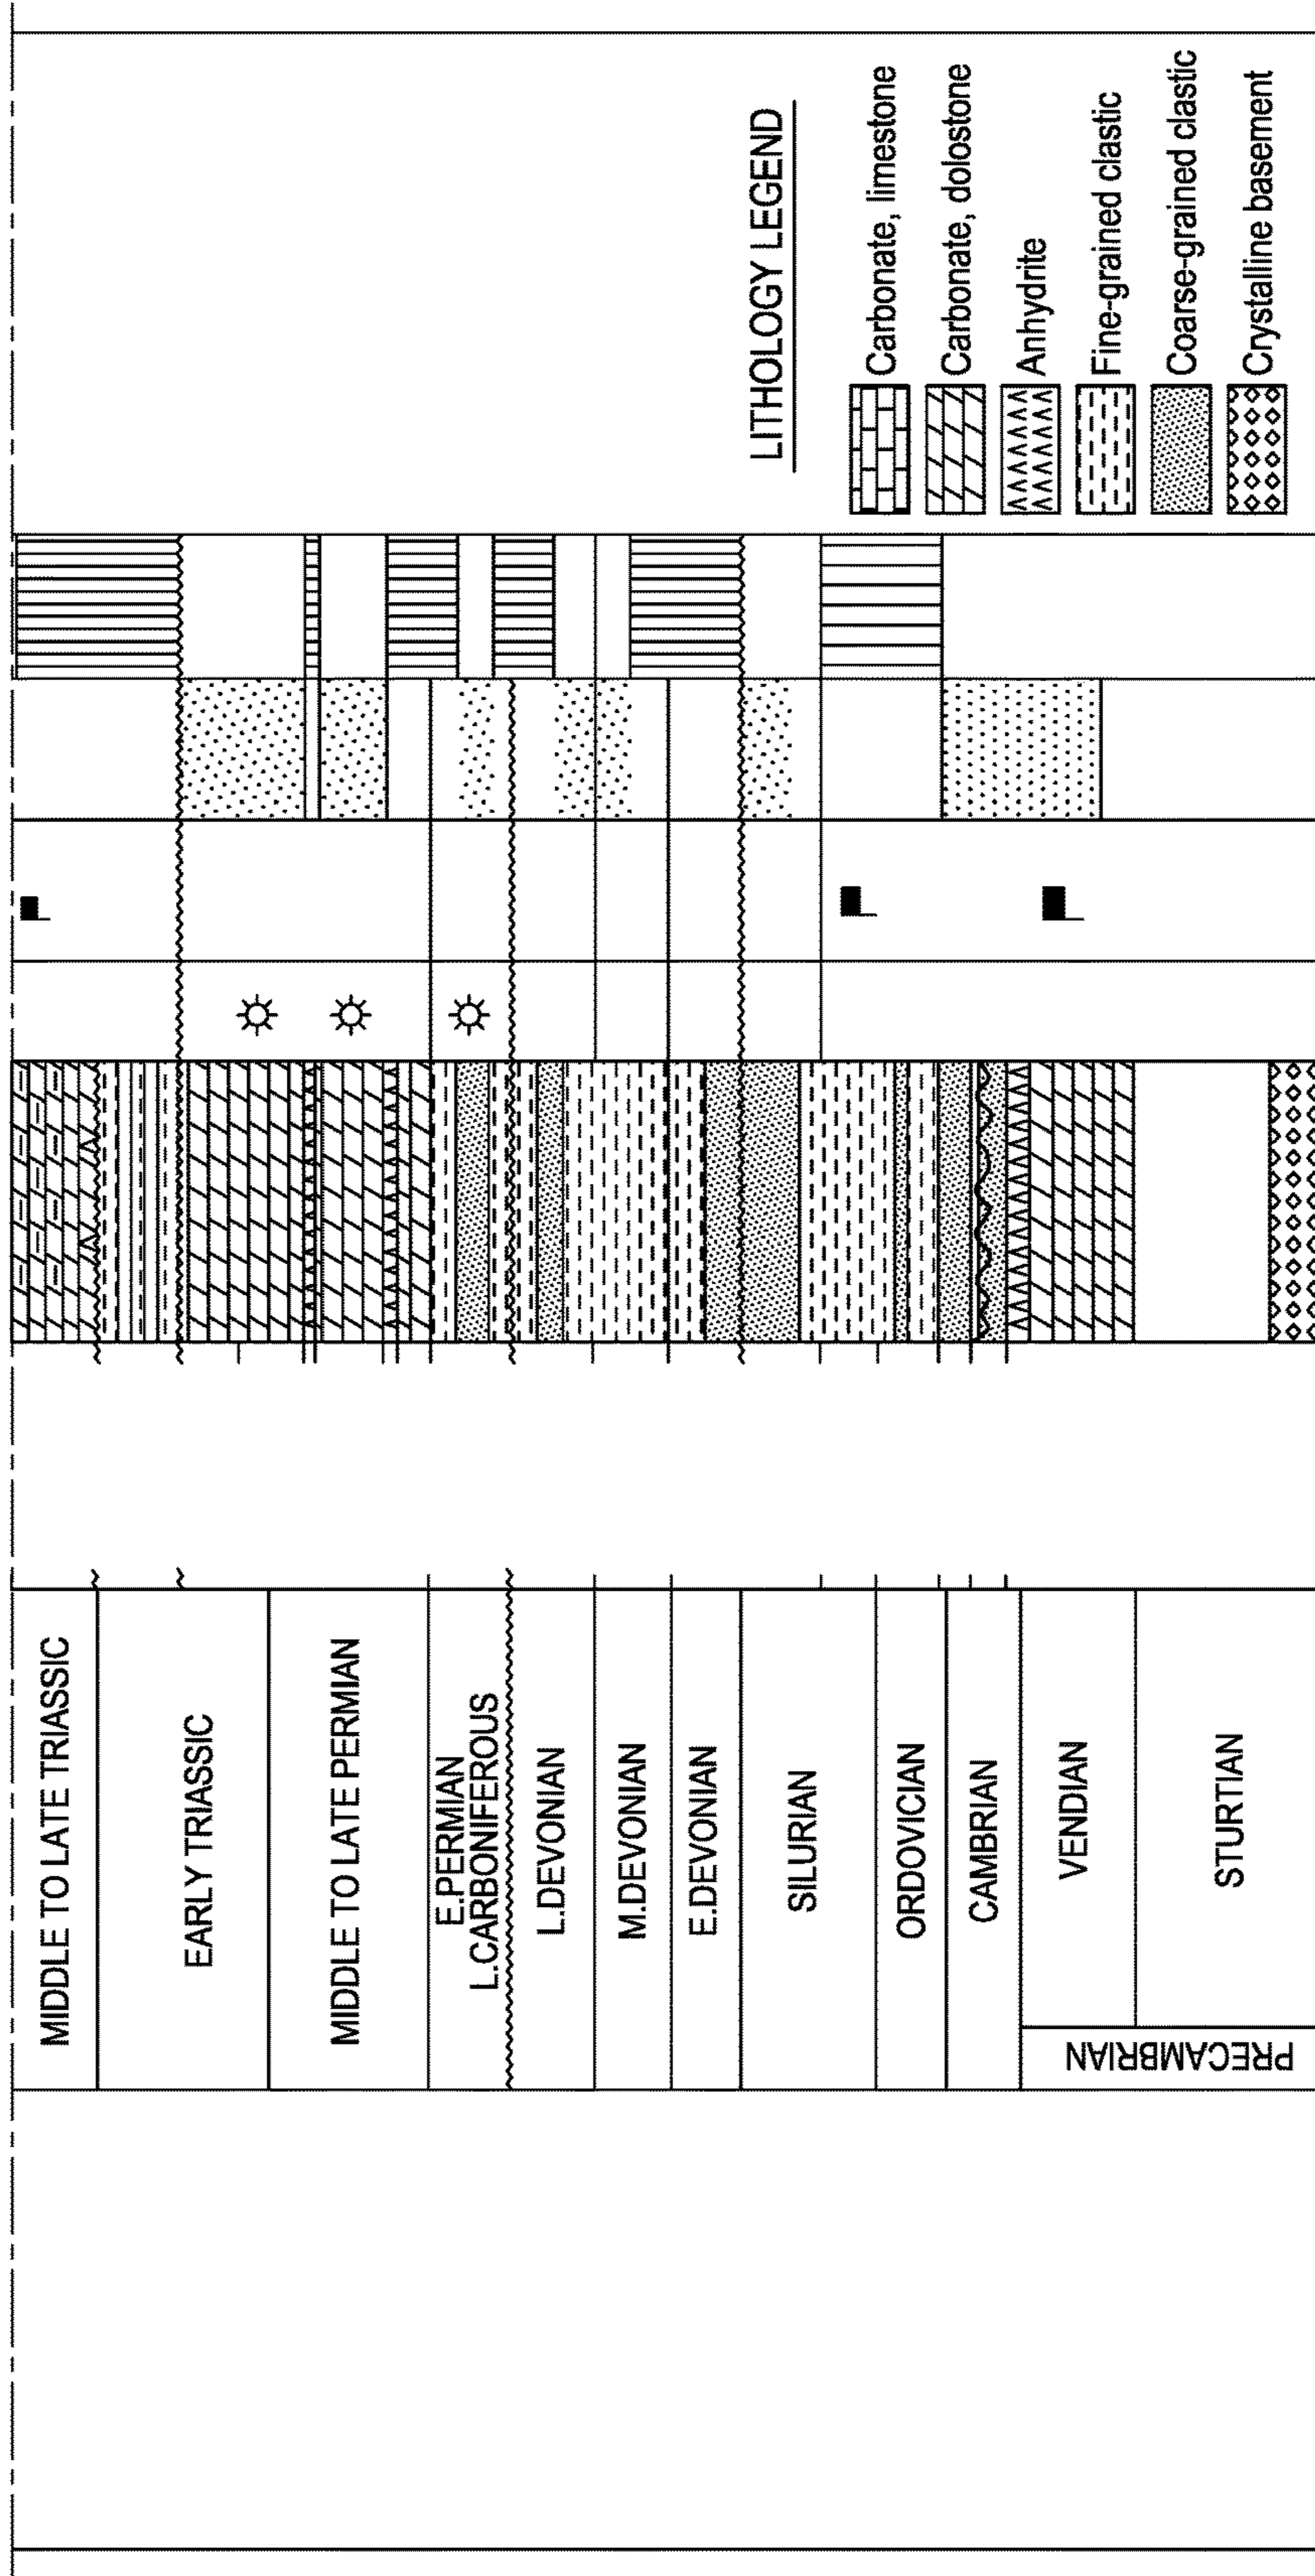 MIDDLE TO LATE TRIASSIC
EARLY TRIASSIC
MIDDLE TO LATE PERMIAN
E.PERMIAN
L.CARBONIFEROUS
L.DEVONIAN
M.DEVONIAN
E.DEVONIAN
SILURIAN
ORDOVICIAN
CAMBRIAN
PRECAMBRIAN
VENDIAN
STURTIAN
LITHOLOGY LEGEND
Carbonate, limestone
Carbonate, dolostone
Anhydrite
Fine-grained clastic
Coarse-grained clastic
Crystalline basement